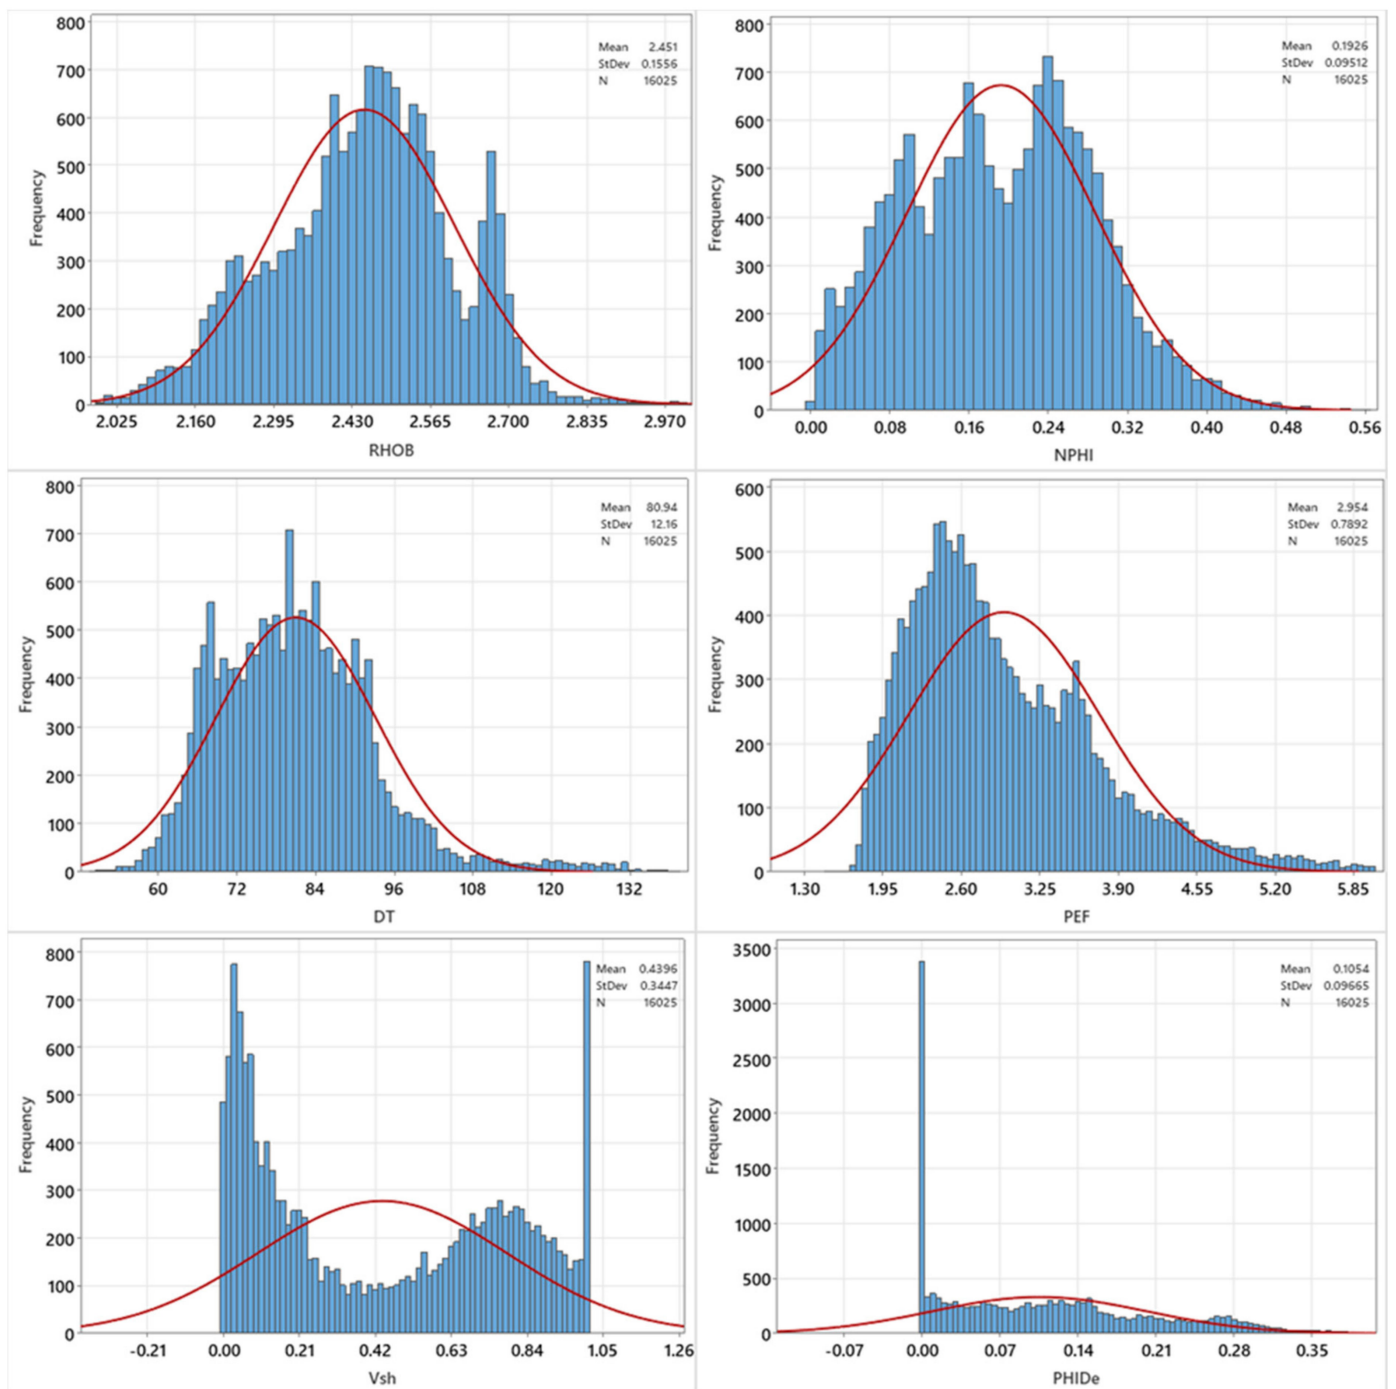 800
700
600
500
400
300
200
100
0
Frequency
Mean 2.451
StDev 0.1556
N 16025
2.025 2.160 2.295 2.430 2.565 2.700 2.835 2.970
RHOB
800
700
600
500
400
300
200
100
0
Frequency
Mean 0.1926
StDev 0.09512
N 16025
0.00 0.08 0.16 0.24 0.32 0.40 0.48 0.56
NPHI
800
700
600
500
400
300
200
100
0
Frequency
Mean 80.94
StDev 12.16
N 16025
60 72 84 96 108 120 132
DT
600
500
400
300
200
100
0
Frequency
Mean 2.954
StDev 0.7892
N 16025
1.30 1.95 2.60 3.25 3.90 4.55 5.20 5.85
PEF
800
700
600
500
400
300
200
100
0
Frequency
Mean 0.4396
StDev 0.3447
N 16025
-0.21 0.00 0.21 0.42 0.63 0.84 1.05 1.26
Vsh
3500
3000
2500
2000
1500
1000
500
0
Frequency
Mean 0.1054
StDev 0.09665
N 16025
-0.07 0.00 0.07 0.14 0.21 0.28 0.35
PHIDe